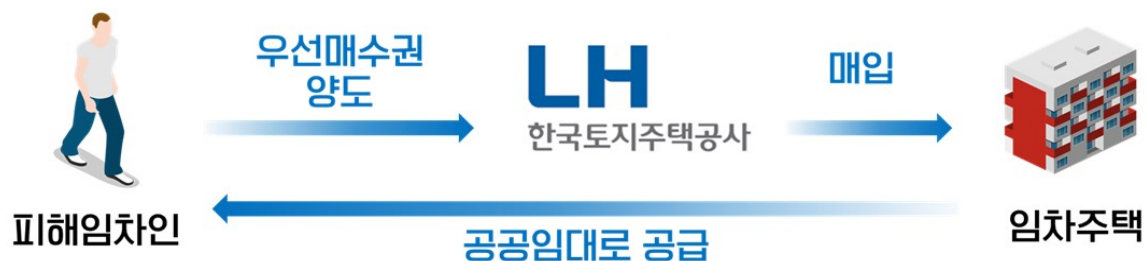 우선매수권
양도
LH
한국토지주택공사
매입
피해임차인
임차주택
공공임대로 공급